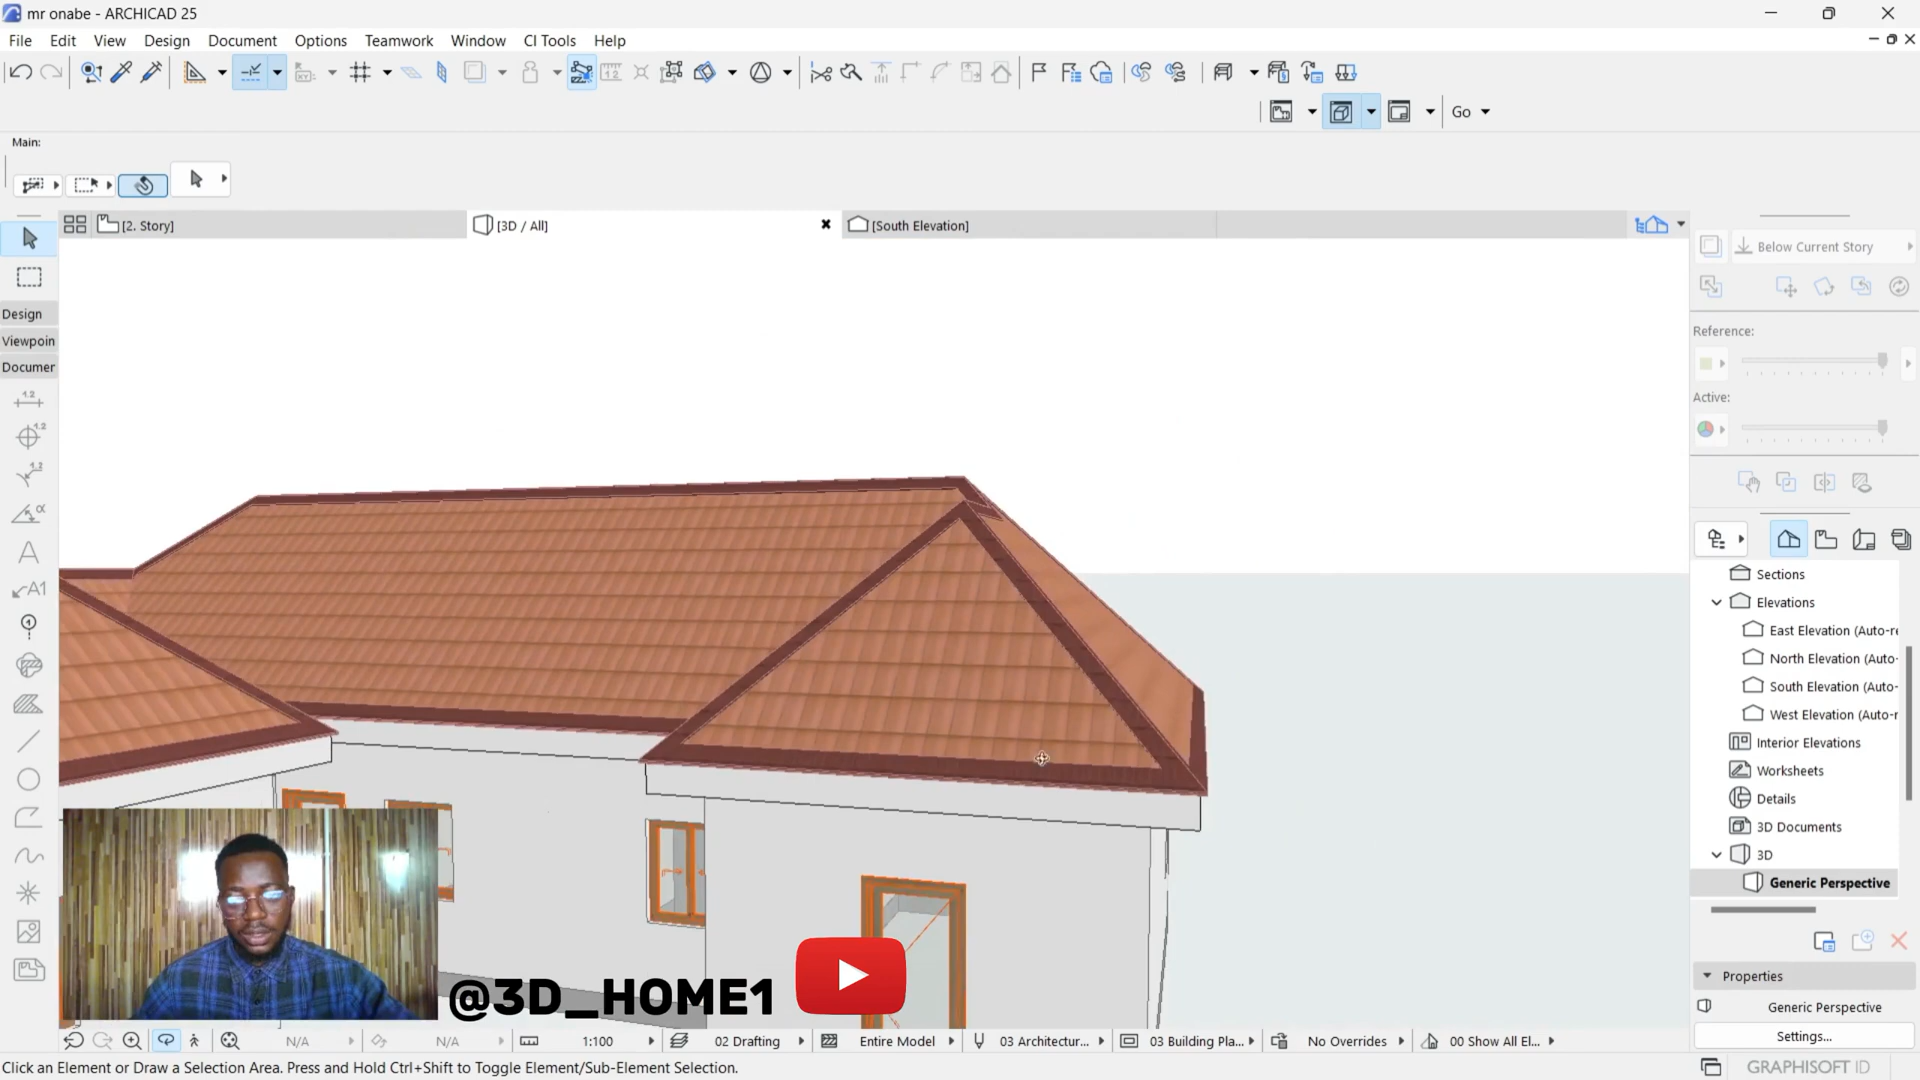 mr onabe - ARCHICAD 25
File Edit View Design Document Options Teamwork Window CI Tools Help
Go
Main:
[2. Story] [3D / All] [South Elevation]
Below Current Story
Design
Viewpoin
Documer
Reference:
Active:
Sections
Elevations
East Elevation (Auto-re
North Elevation (Auto-
South Elevation (Auto-
West Elevation (Auto-r
Interior Elevations
Worksheets
Details
3D Documents
3D
Generic Perspective
Properties
Generic Perspective
Settings...
@3D_HOME1
N/A N/A 1:100 02 Drafting Entire Model 03 Architectur... 03 Building Pla... No Overrides 00 Show All El...
Click an Element or Draw a Selection Area. Press and Hold Ctrl+Shift to Toggle Element/Sub-Element Selection.
GRAPHISOFT ID